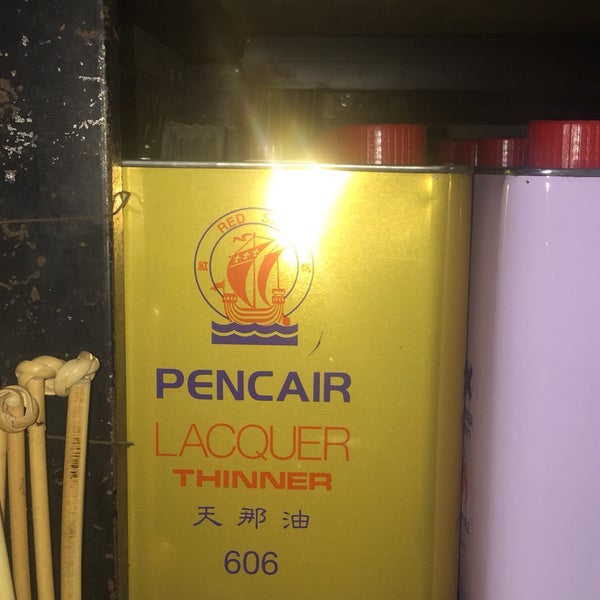 RED
PENCAIR
LACQUER
THINNER
天那油
606